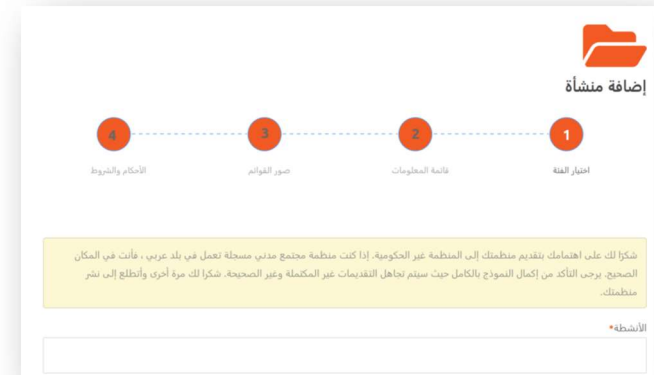 إضافة منشأة
1
2
3
4
اختيار الفئة
قائمة المعلومات
صور القوائم
الأحكام والشروط
شكرًا لك على اهتمامك بتقديم منظمتك إلى المنظمة غير الحكومية. إذا كنت منظمة مجتمع مدني مسجلة تعمل في بلد عربي ، فأنت في المكان
الصحيح. يرجى التأكد من إكمال النموذج بالكامل حيث سيتم تجاهل التقديمات غير المكتملة وغير الصحيحة. شكرا لك مرة أخرى وأتطلع إلى نشر
منظمتك.
الأنشطة*